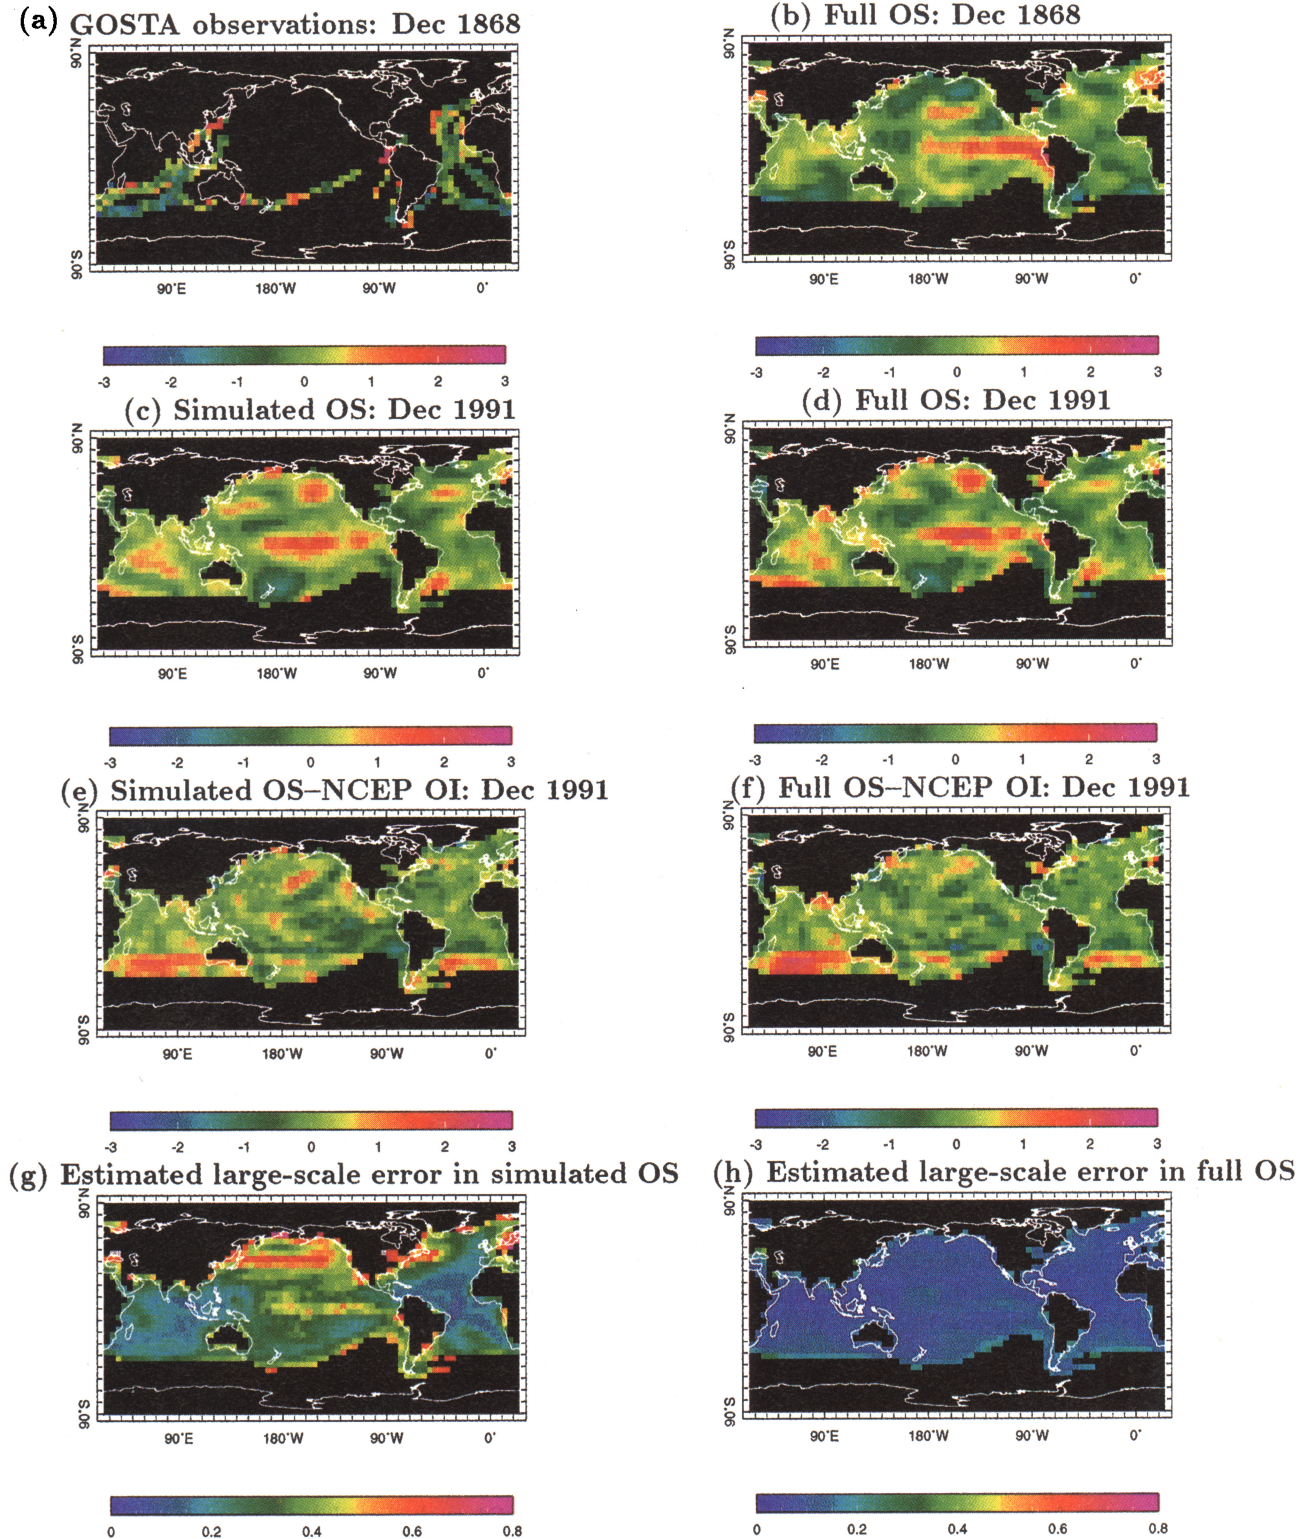 (a) GOSTA observations: Dec 1868
90˚N
90˚S
90˚E 180˚W 90˚W 0˚
-3 -2 -1 0 1 2 3
(b) Full OS: Dec 1868
90˚N
90˚S
90˚E 180˚W 90˚W 0˚
-3 -2 -1 0 1 2 3
(c) Simulated OS: Dec 1991
90˚N
90˚S
90˚E 180˚W 90˚W 0˚
-3 -2 -1 0 1 2 3
(d) Full OS: Dec 1991
90˚N
90˚S
90˚E 180˚W 90˚W 0˚
-3 -2 -1 0 1 2 3
(e) Simulated OS–NCEP OI: Dec 1991
90˚N
90˚S
90˚E 180˚W 90˚W 0˚
-3 -2 -1 0 1 2 3
(f) Full OS–NCEP OI: Dec 1991
90˚N
90˚S
90˚E 180˚W 90˚W 0˚
-3 -2 -1 0 1 2 3
(g) Estimated large-scale error in simulated OS
90˚N
90˚S
90˚E 180˚W 90˚W 0˚
0 0.2 0.4 0.6 0.8
(h) Estimated large-scale error in full OS
90˚N
90˚S
90˚E 180˚W 90˚W 0˚
0 0.2 0.4 0.6 0.8